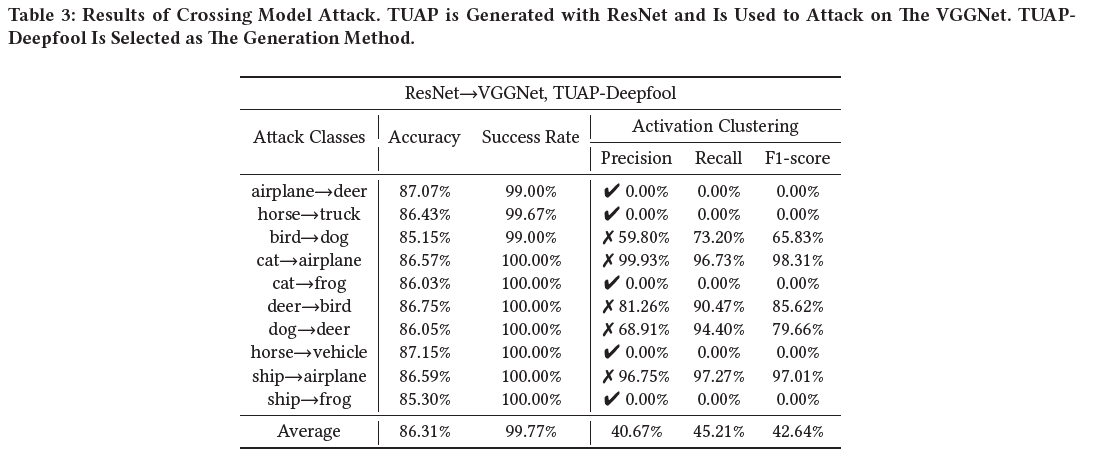 Table 3: Results of Crossing Model Attack. TUAP is Generated with ResNet and Is Used to Attack on The VGGNet. TUAP-
Deepfool Is Selected as The Generation Method.
ResNet→VGGNet, TUAP-Deepfool
Attack Classes Accuracy Success Rate Activation Clustering
Precision Recall F1-score
airplane→deer 87.07% 99.00% ✔ 0.00% 0.00% 0.00%
horse→truck 86.43% 99.67% ✔ 0.00% 0.00% 0.00%
bird→dog 85.15% 99.00% ✗ 59.80% 73.20% 65.83%
cat→airplane 86.57% 100.00% ✗ 99.93% 96.73% 98.31%
cat→frog 86.03% 100.00% ✔ 0.00% 0.00% 0.00%
deer→bird 86.75% 100.00% ✗ 81.26% 90.47% 85.62%
dog→deer 86.05% 100.00% ✗ 68.91% 94.40% 79.66%
horse→vehicle 87.15% 100.00% ✔ 0.00% 0.00% 0.00%
ship→airplane 86.59% 100.00% ✗ 96.75% 97.27% 97.01%
ship→frog 85.30% 100.00% ✔ 0.00% 0.00% 0.00%
Average 86.31% 99.77% 40.67% 45.21% 42.64%